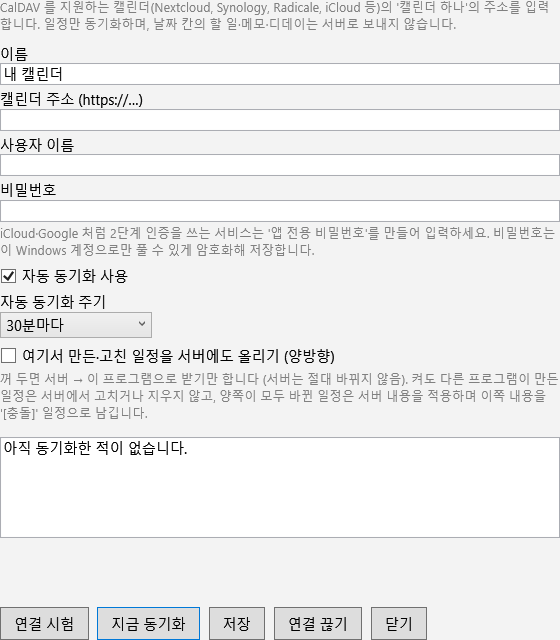 CalDAV 를 지원하는 캘린더(Nextcloud, Synology, Radicale, iCloud 등)의 '캘린더 하나'의 주소를 입력
합니다. 일정만 동기화하며, 날짜 칸의 할 일·메모·디데이는 서버로 보내지 않습니다.
이름
내 캘린더
캘린더 주소 (https://...)
사용자 이름
비밀번호
iCloud·Google 처럼 2단계 인증을 쓰는 서비스는 '앱 전용 비밀번호'를 만들어 입력하세요. 비밀번호는
이 Windows 계정으로만 풀 수 있게 암호화해 저장합니다.
자동 동기화 사용
자동 동기화 주기
30분마다
여기서 만든·고친 일정을 서버에도 올리기 (양방향)
꺼 두면 서버 → 이 프로그램으로 받기만 합니다 (서버는 절대 바뀌지 않음). 켜도 다른 프로그램이 만든
일정은 서버에서 고치거나 지우지 않고, 양쪽이 모두 바뀐 일정은 서버 내용을 적용하며 이쪽 내용을
'[충돌]' 일정으로 남깁니다.
아직 동기화한 적이 없습니다.
연결 시험 지금 동기화 저장 연결 끊기 닫기